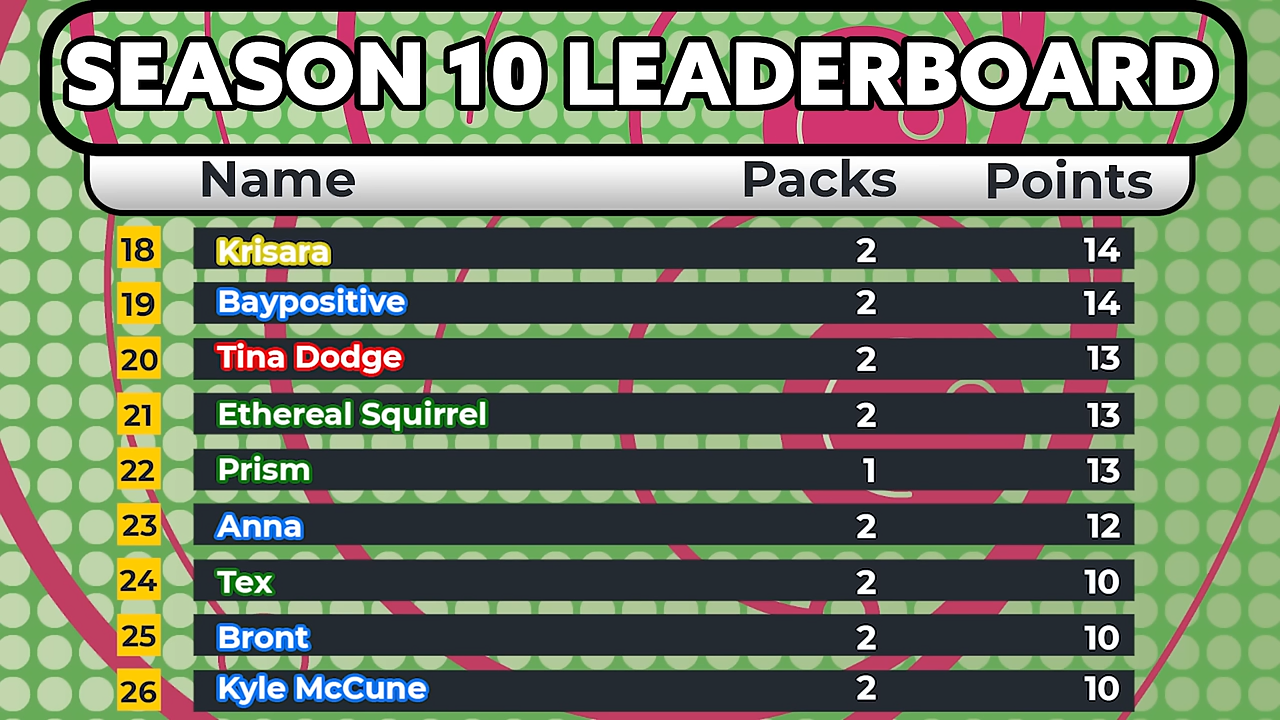 SEASON 10 LEADERBOARD
Name Packs Points
18 Krisara 2 14
19 Baypositive 2 14
20 Tina Dodge 2 13
21 Ethereal Squirrel 2 13
22 Prism 1 13
23 Anna 2 12
24 Tex 2 10
25 Bront 2 10
26 Kyle McCune 2 10